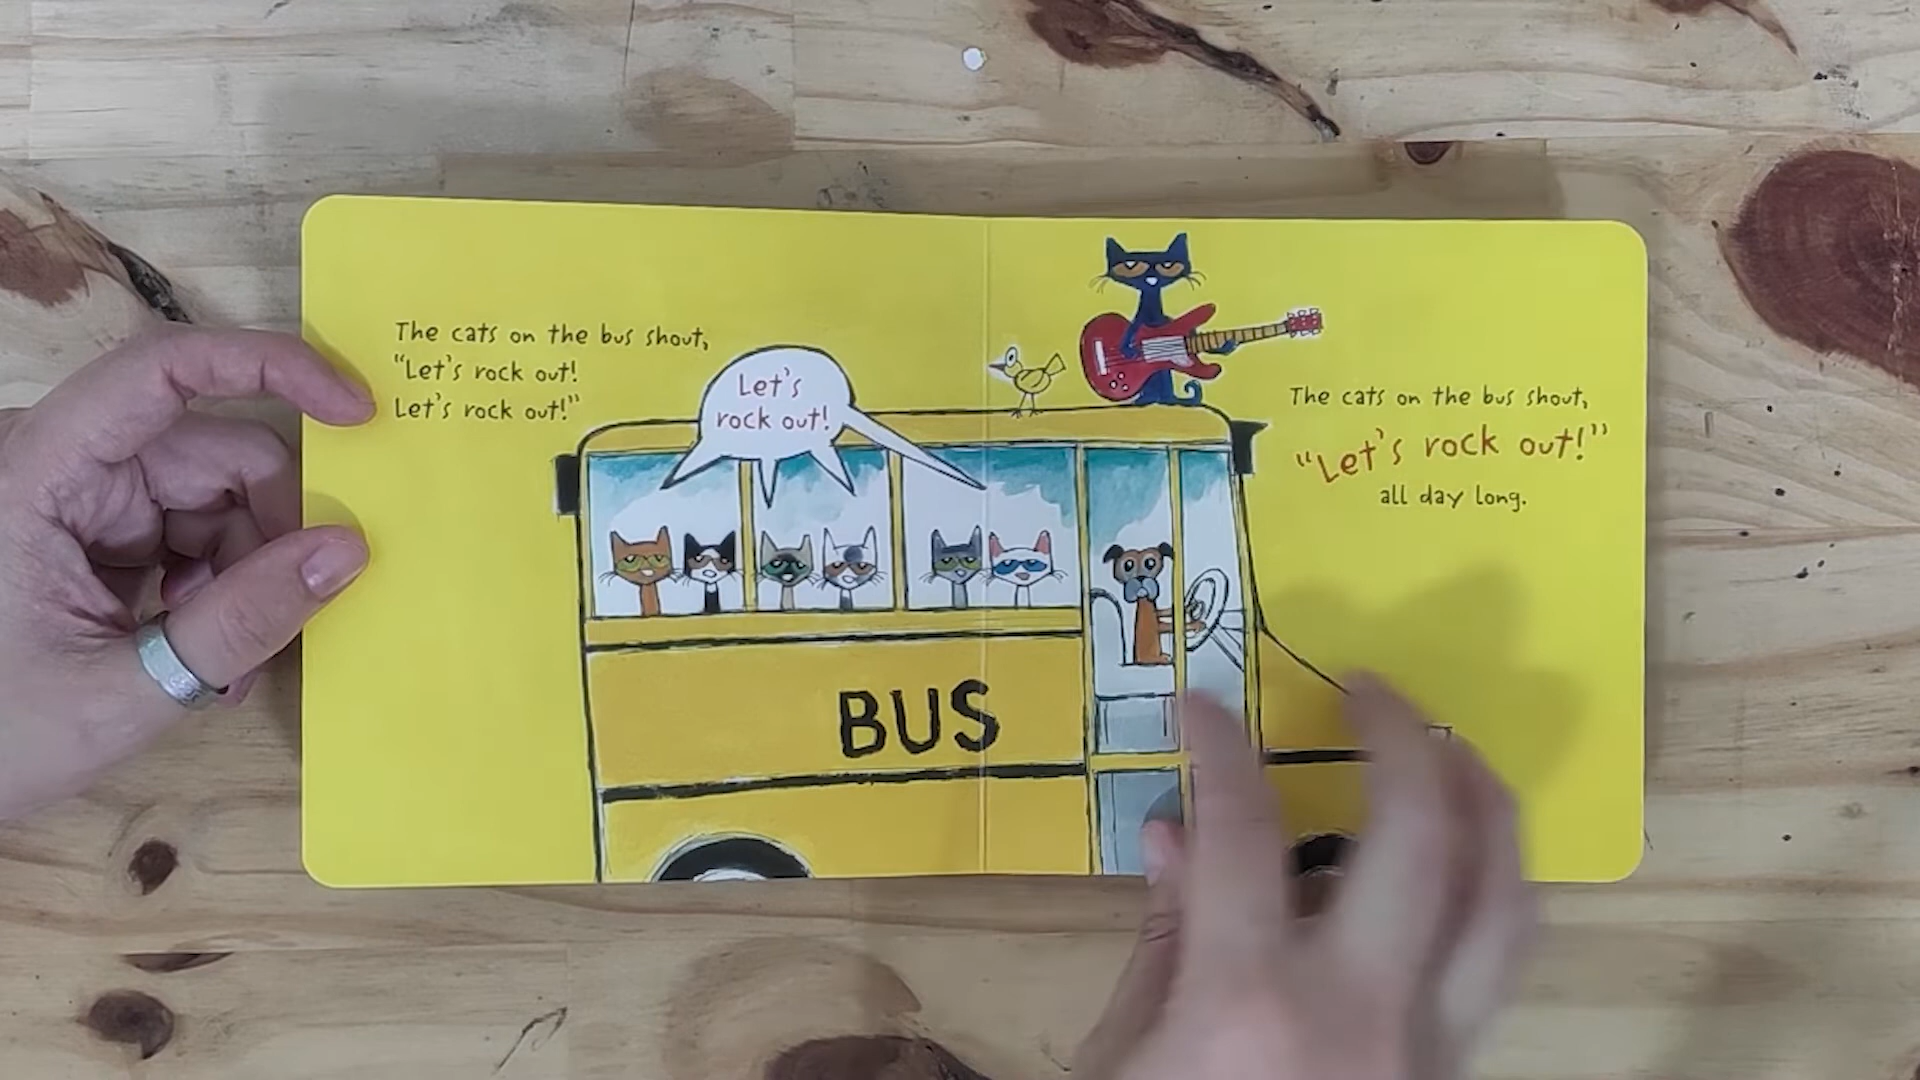 The cats on the bus shout,
“Let’s rock out!
Let’s rock out!”
Let’s
rock out!
BUS
The cats on the bus shout,
“Let’s rock out!”
all day long.